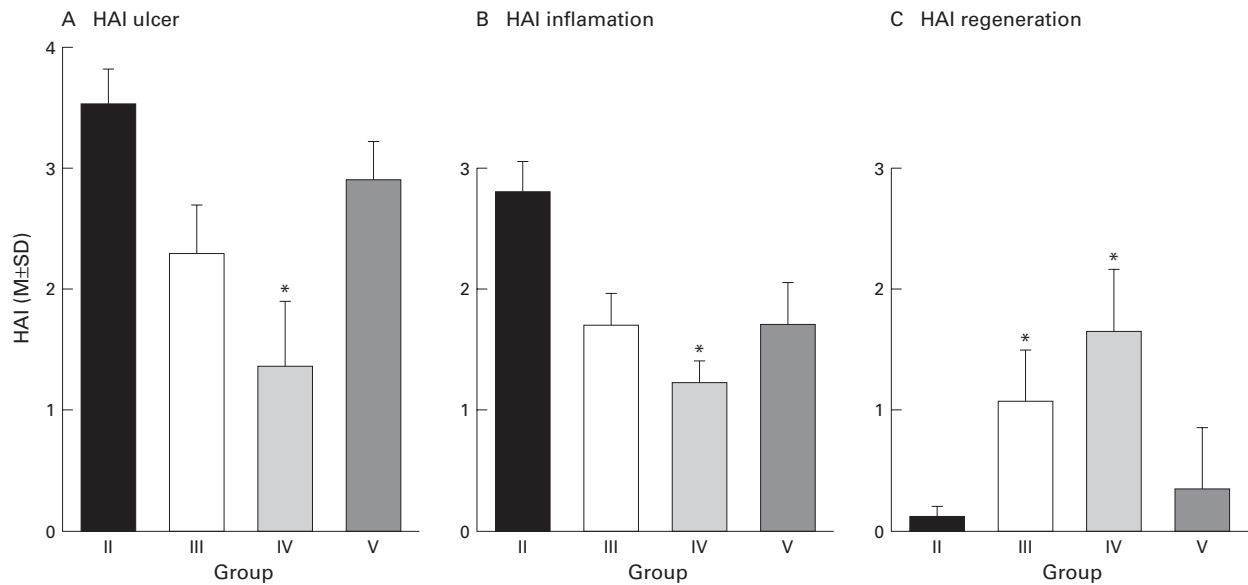 A HAI ulcer
B HAI inflamation
C HAI regeneration
HAI (M±SD)
4
3
2
1
0
*
II III IV V
Group
3
2
1
0
*
II III IV V
Group
3
2
1
0
*
*
II III IV V
Group